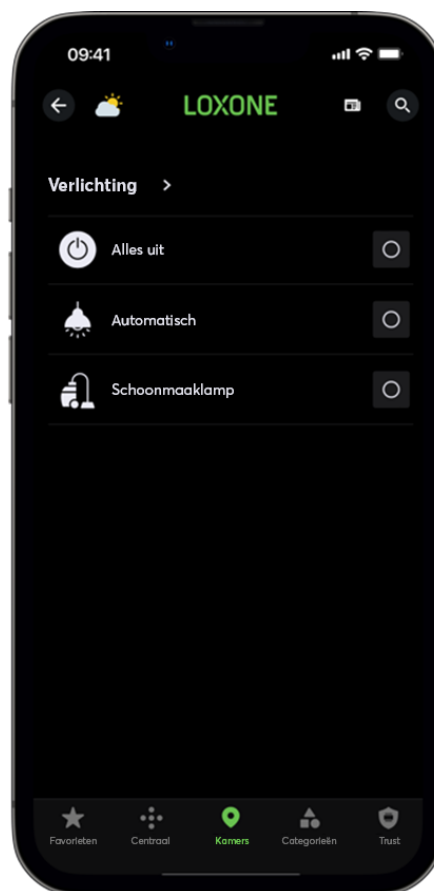 09:41
LOXONE
Verlichting >
Alles uit
Automatisch
Schoonmaaklamp
Favorieten Centraal Kamers Categorieën Trust